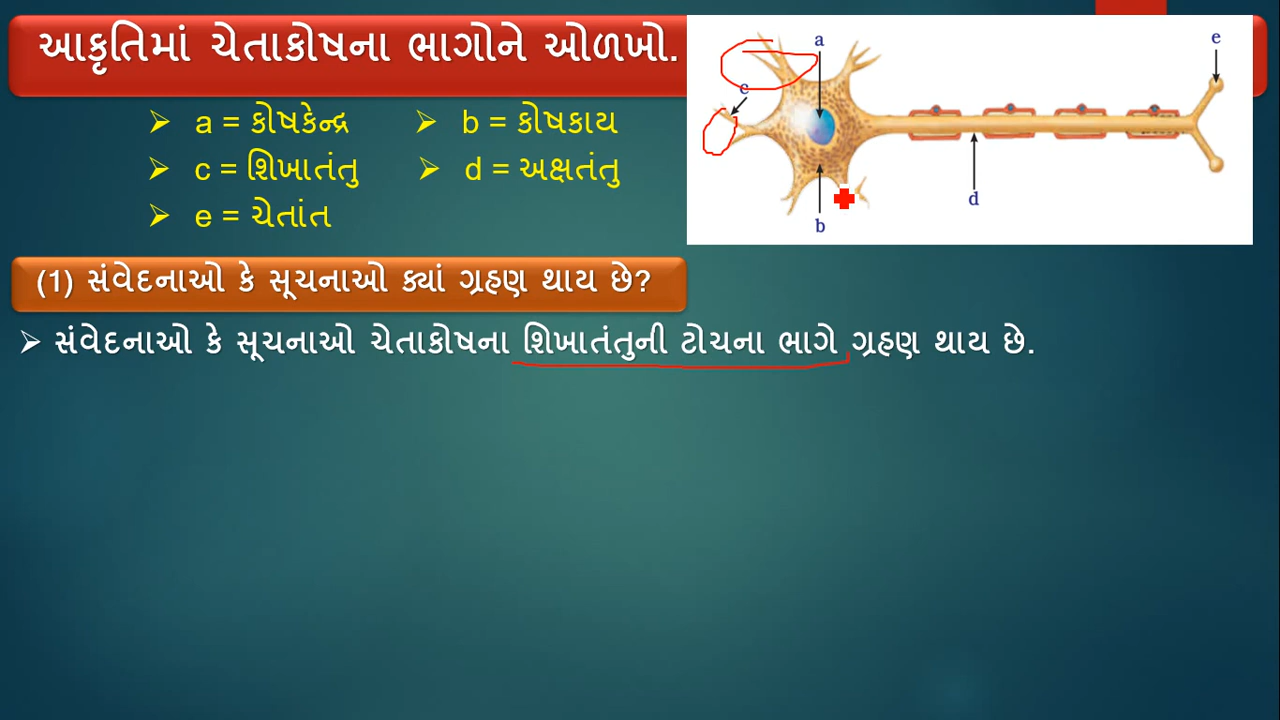 આકૃતિમાં ચેતાકોષના ભાગોને ઓળખો.
➢ a = કોષકેન્દ્ર ➢ b = કોષકાય
➢ c = શિખાતંતુ ➢ d = અક્ષતંતુ
➢ e = ચેતાંત
a
e
c
d
b
(1) સંવેદનાઓ કે સૂચનાઓ ક્યાં ગ્રહણ થાય છે?
➢ સંવેદનાઓ કે સૂચનાઓ ચેતાકોષના શિખાતંતુની ટોચના ભાગે ગ્રહણ થાય છે.